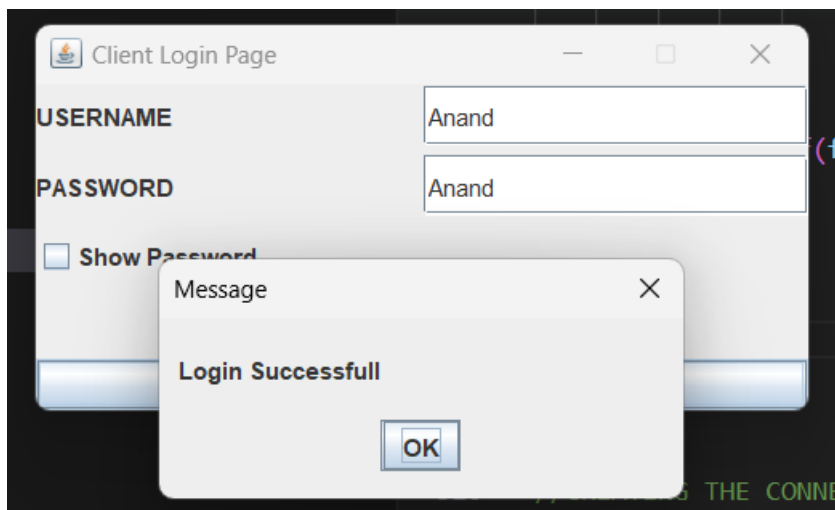 Client Login Page
USERNAME
Anand
PASSWORD
Anand
Show Password
Message
Login Successfull
OK
THE CONNE